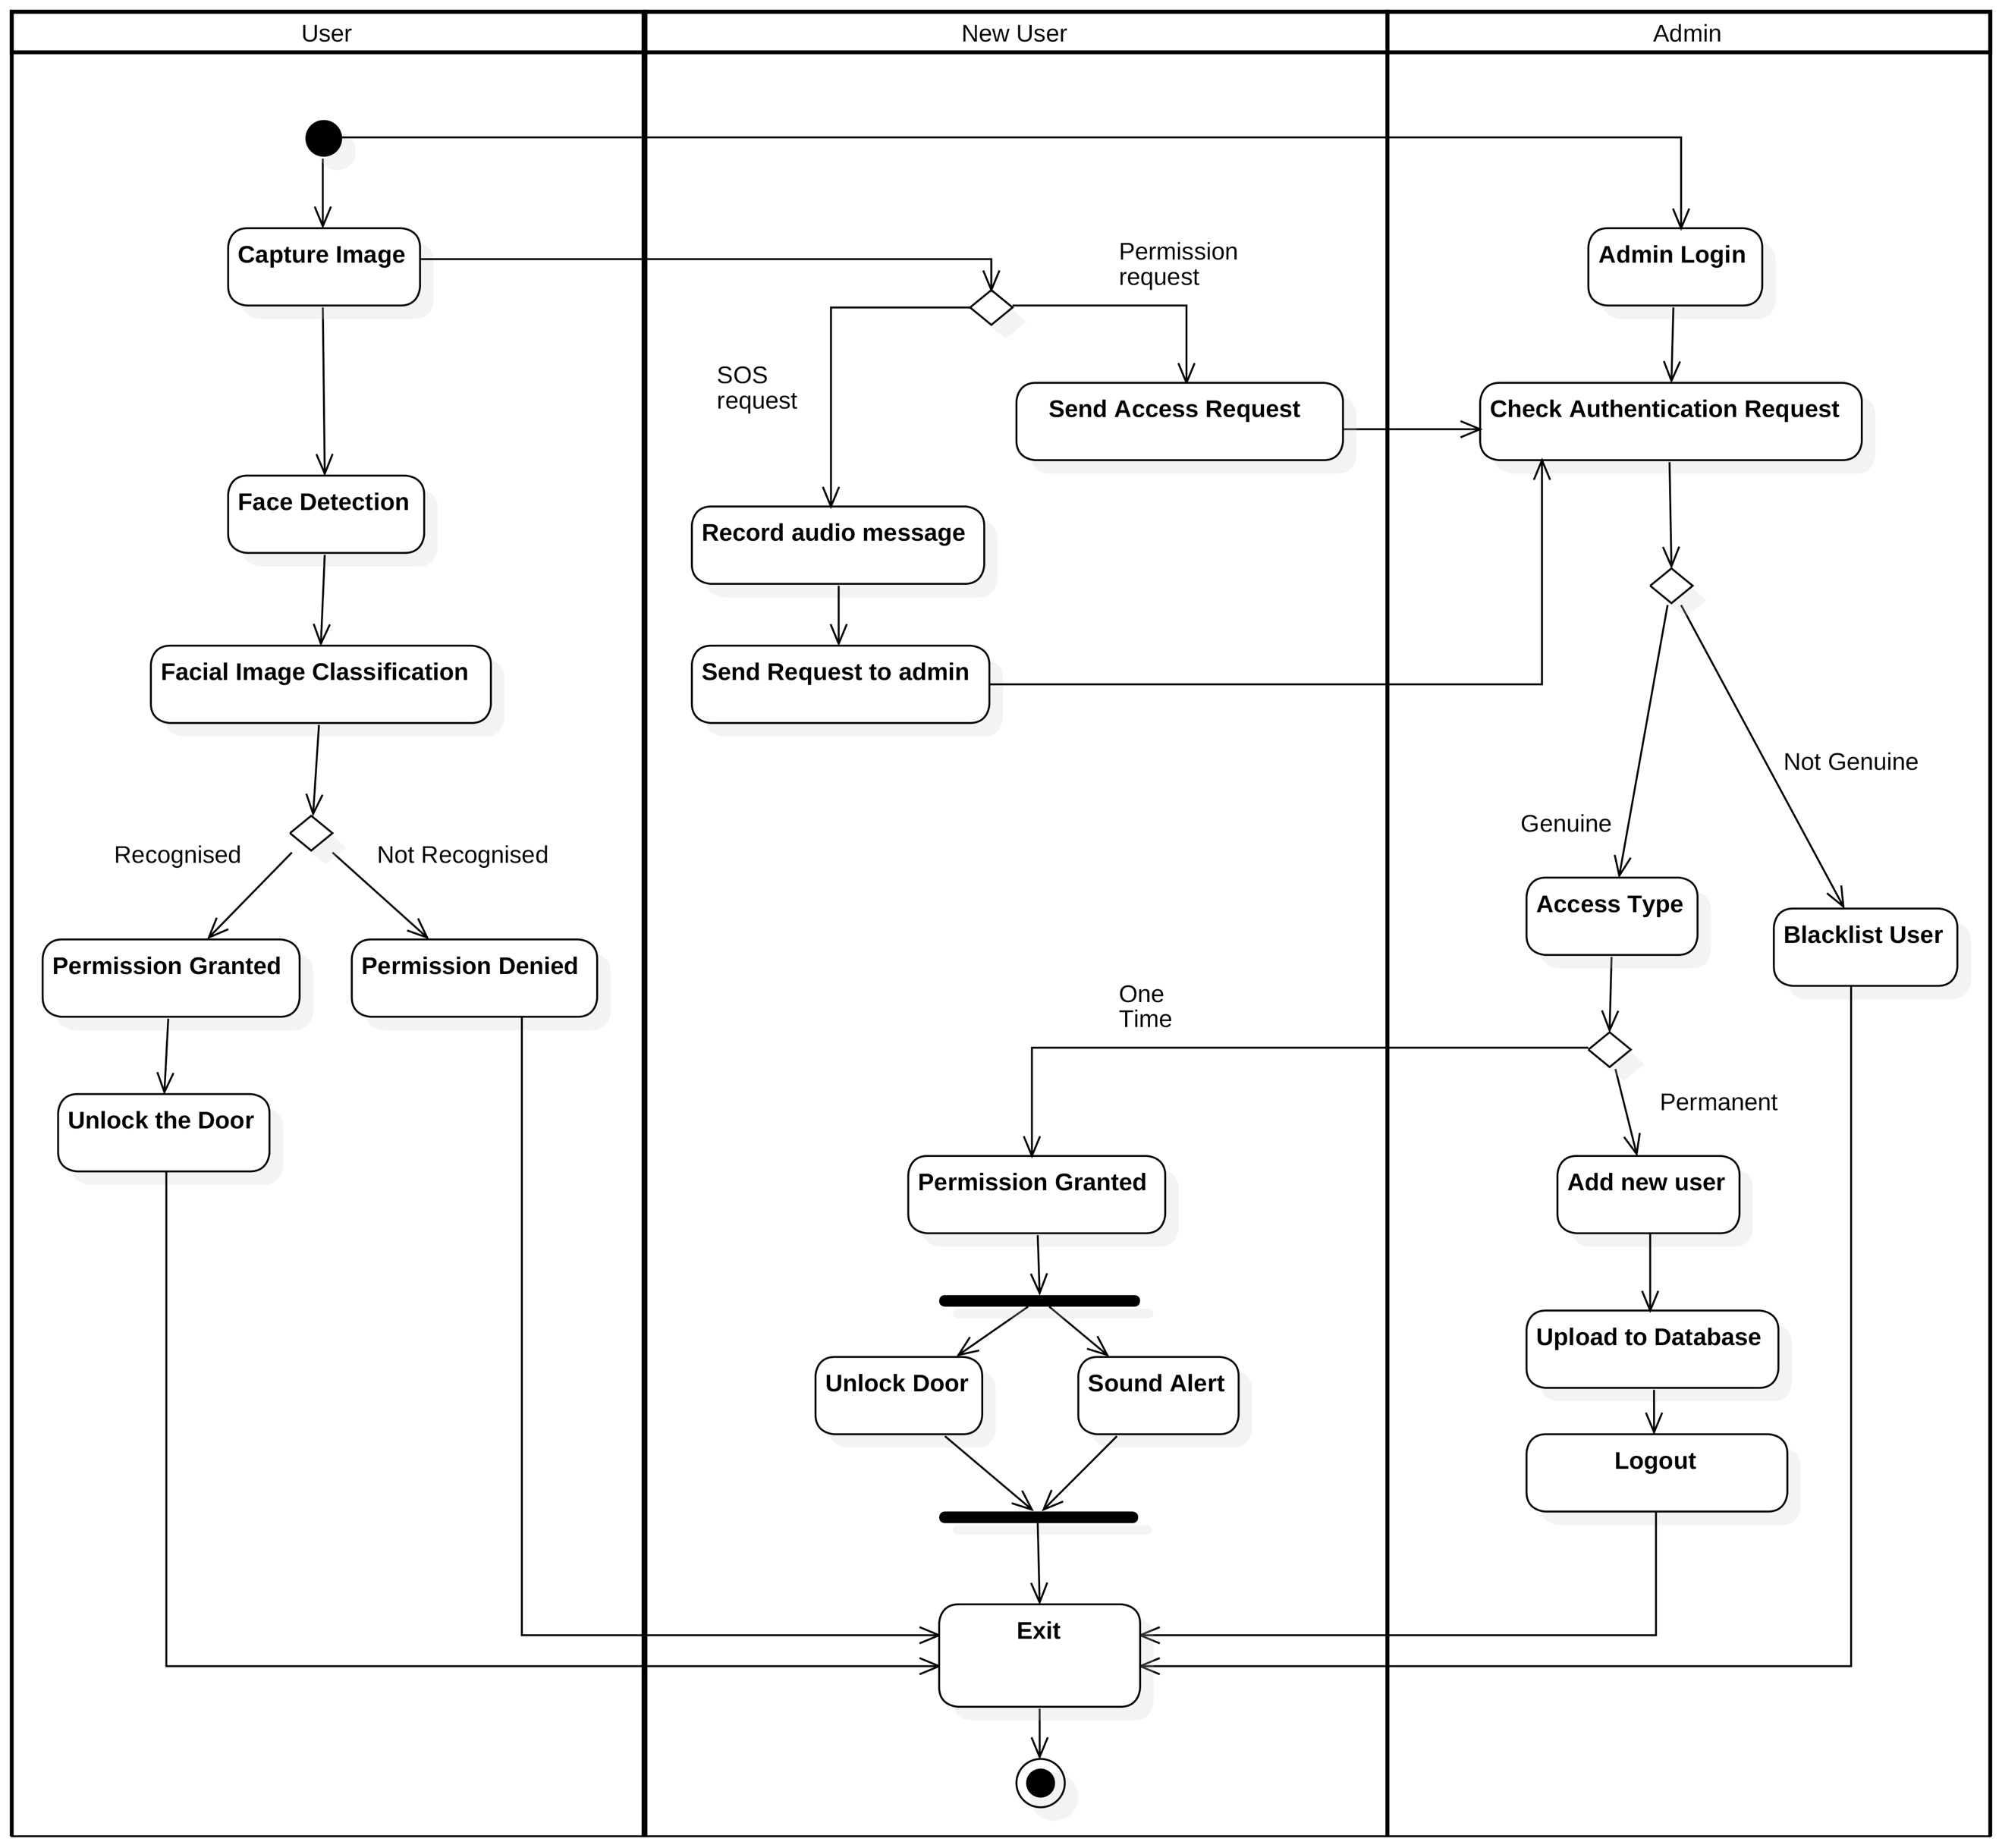 User
New User
Admin
Capture Image
Permission
request
Admin Login
SOS
request
Send Access Request
Check Authentication Request
Face Detection
Record audio message
Facial Image Classification
Send Request to admin
Not Genuine
Genuine
Recognised
Not Recognised
Access Type
Blacklist User
Permission Granted
Permission Denied
One
Time
Permanent
Unlock the Door
Permission Granted
Add new user
Upload to Database
Unlock Door
Sound Alert
Logout
Exit